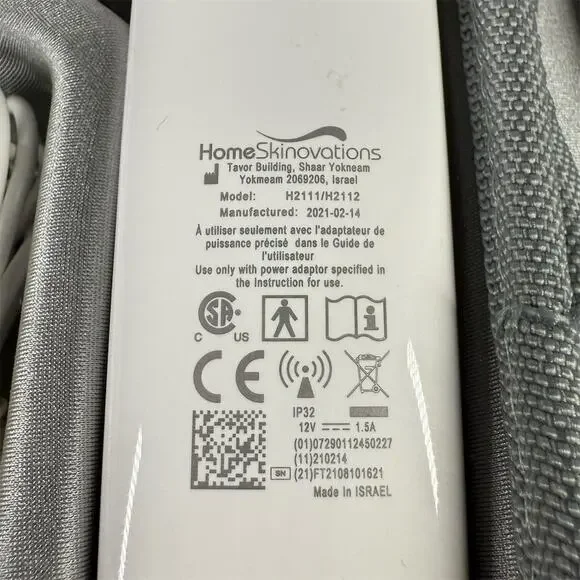 HomeSkinovations
Tavor Building, Shaar Yokneam
Yokmeam 2069206, Israel
Model: H2111/H2112
Manufactured: 2021-02-14
À utiliser seulement avec l'adaptateur de
puissance précisé dans le Guide de
l'utilisateur
Use only with power adaptor specified in
the Instruction for use.
C US
CE
IP32
12V 1.5A
(01)07290112450227
(11)210214
SN (21)FT2108101621
Made in ISRAEL